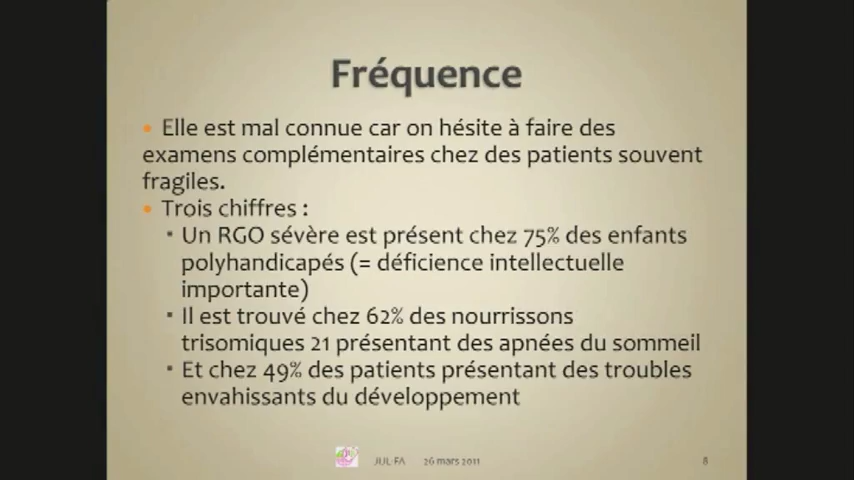 Fréquence
• Elle est mal connue car on hésite à faire des
examens complémentaires chez des patients souvent
fragiles.
• Trois chiffres :
▪ Un RGO sévère est présent chez 75% des enfants
polyhandicapés (= déficience intellectuelle
importante)
▪ Il est trouvé chez 62% des nourrissons
trisomiques 21 présentant des apnées du sommeil
▪ Et chez 49% des patients présentant des troubles
envahissants du développement
JUL-FA 26 mars 2011 8